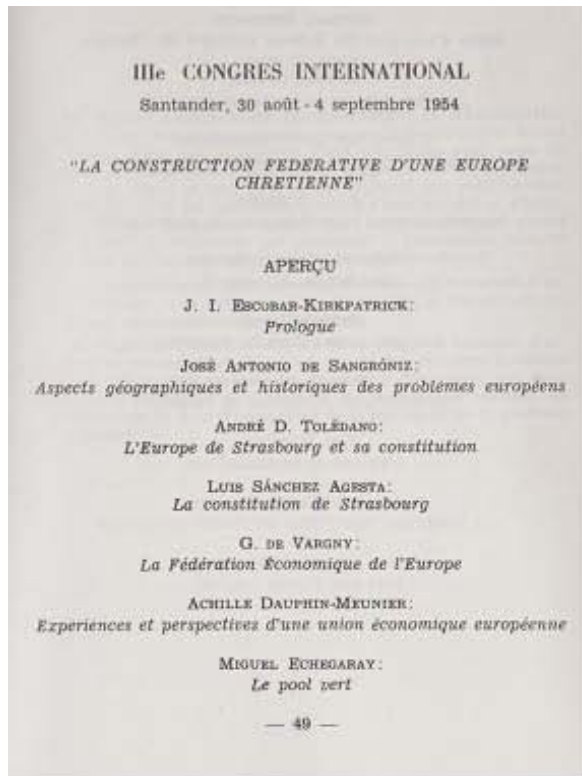 IIIe CONGRES INTERNATIONAL
Santander, 30 août - 4 septembre 1954
"LA CONSTRUCTION FEDERATIVE D'UNE EUROPE
CHRETIENNE"
APERÇU
J. I. ESCOBAR-KIRKPATRICK:
Prologue
JOSÉ ANTONIO DE SANGRÓNIZ:
Aspects géographiques et historiques des problèmes européens
ANDRÉ D. TOLÉDANO:
L'Europe de Strasbourg et sa constitution
LUIS SÁNCHEZ AGESTA:
La constitution de Strasbourg
G. DE VARGNY:
La Fédération Économique de l'Europe
ACHILLE DAUPHIN-MEUNIER:
Experiences et perspectives d'une union économique européenne
MIGUEL ECHEGARAY:
Le pool vert
— 49 —